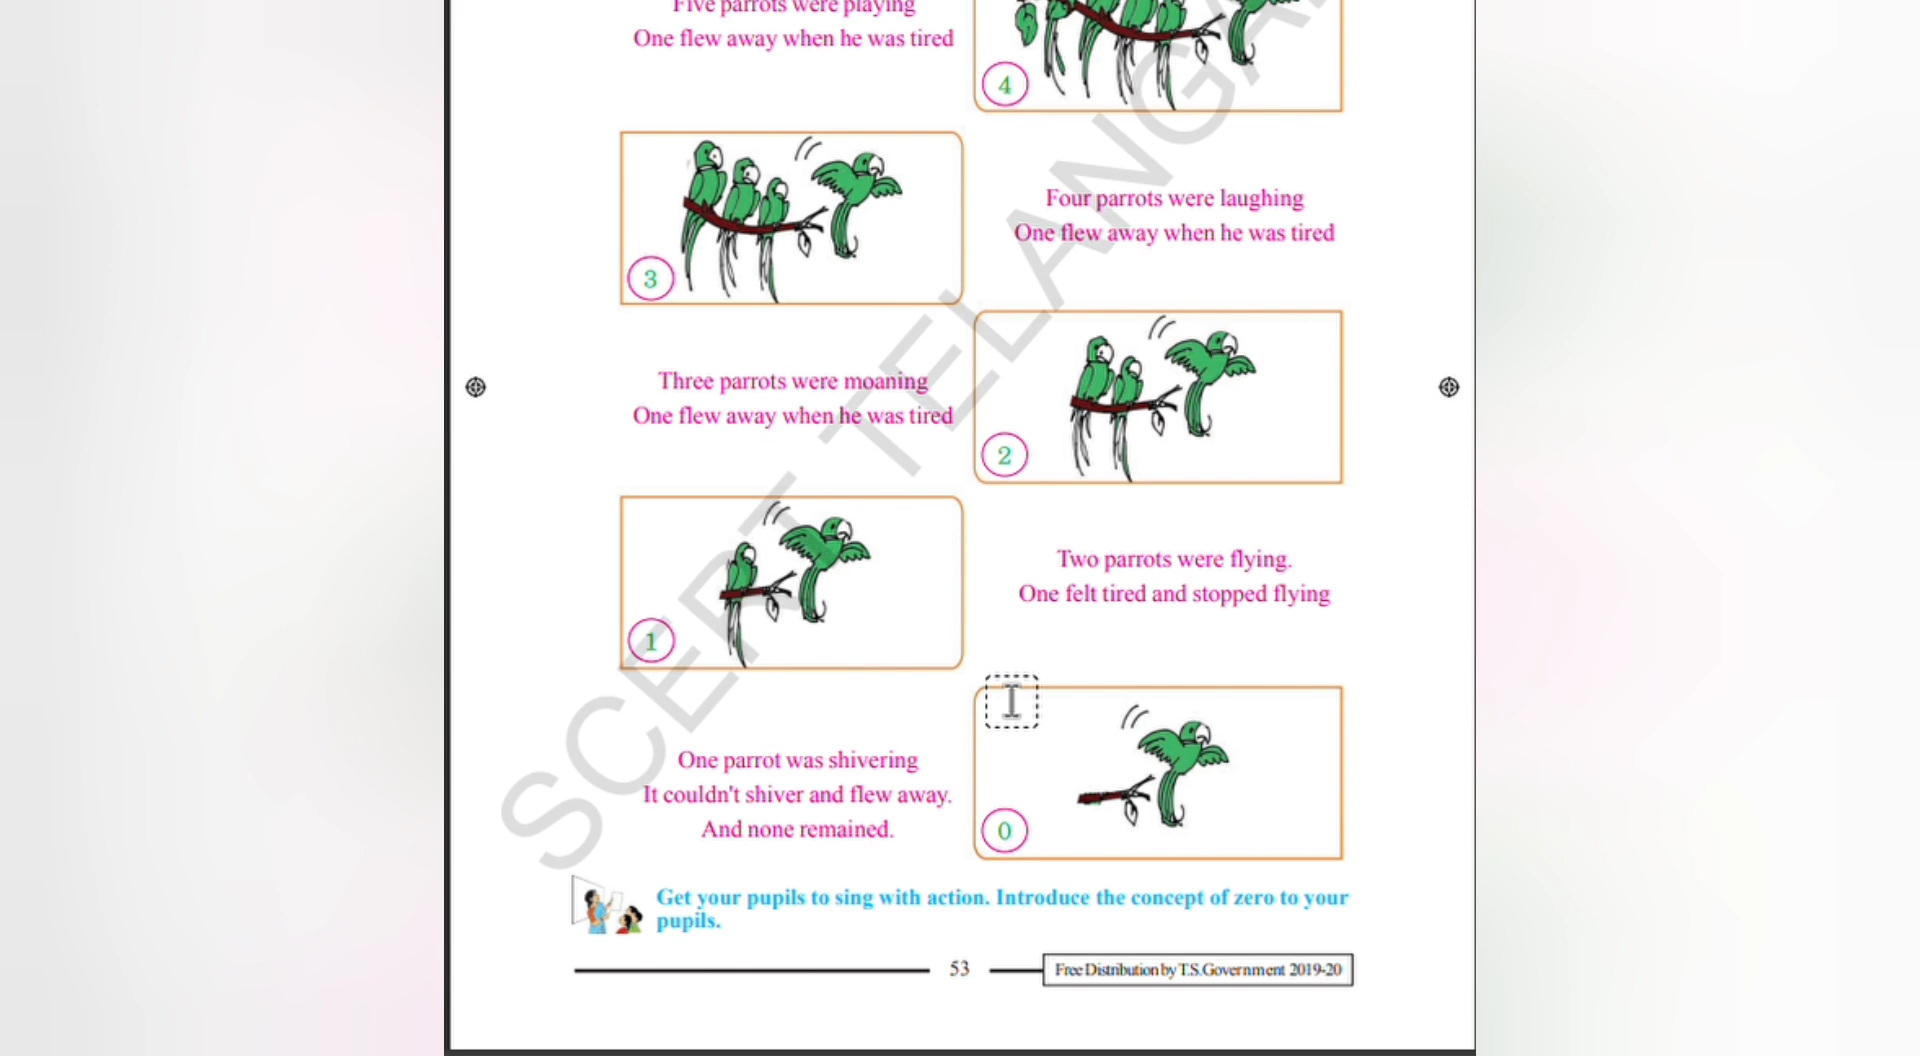 Five parrots were playing
One flew away when he was tired
4
3
Four parrots were laughing
One flew away when he was tired
Three parrots were moaning
One flew away when he was tired
2
1
Two parrots were flying.
One felt tired and stopped flying
One parrot was shivering
It couldn't shiver and flew away.
And none remained.
0
Get your pupils to sing with action. Introduce the concept of zero to your
pupils.
53
Free Distribution by T.S.Government 2019-20
SCERT TELANGA